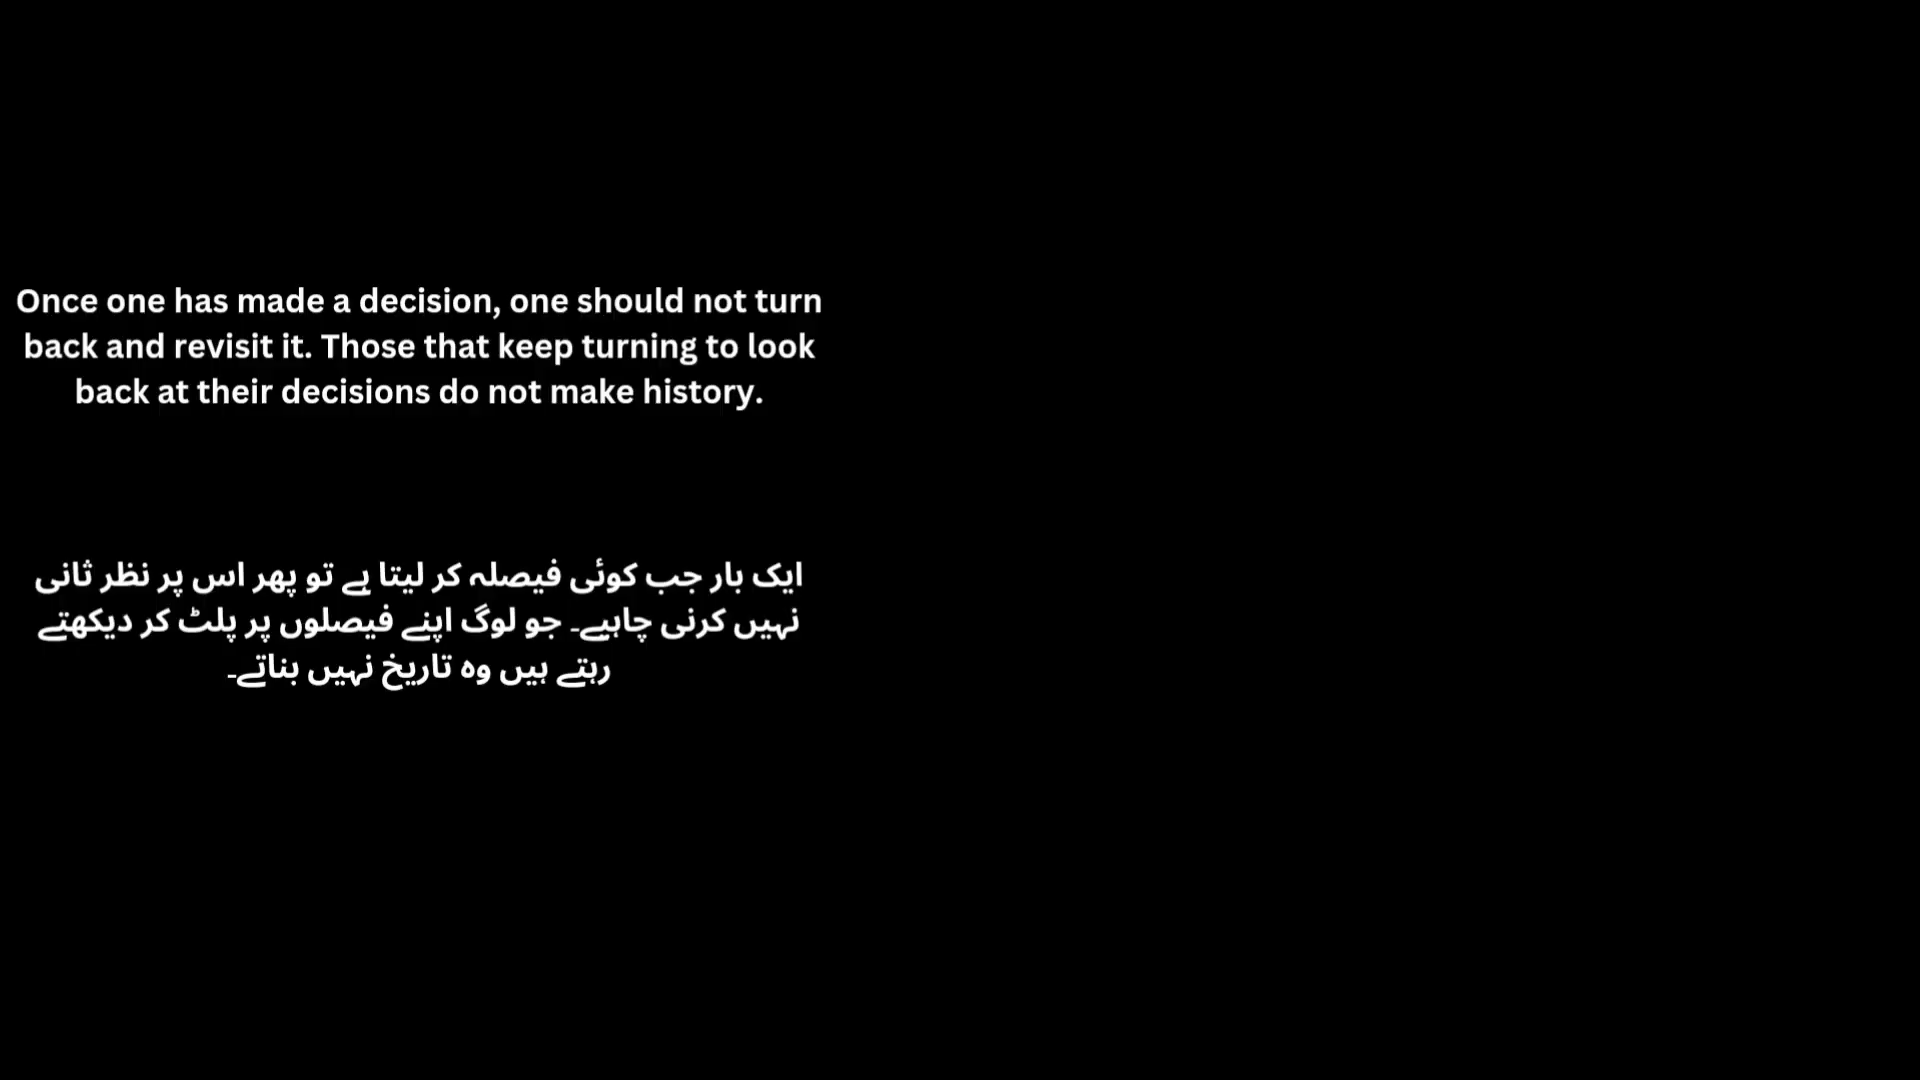 Once one has made a decision, one should not turn
back and revisit it. Those that keep turning to look
back at their decisions do not make history.
ایک بار جب کوئی فیصلہ کر لیتا ہے تو پھر اس پر نظر ثانی
نہیں کرنی چاہیے۔ جو لوگ اپنے فیصلوں پر پلٹ کر دیکھتے
رہتے ہیں وہ تاریخ نہیں بناتے۔